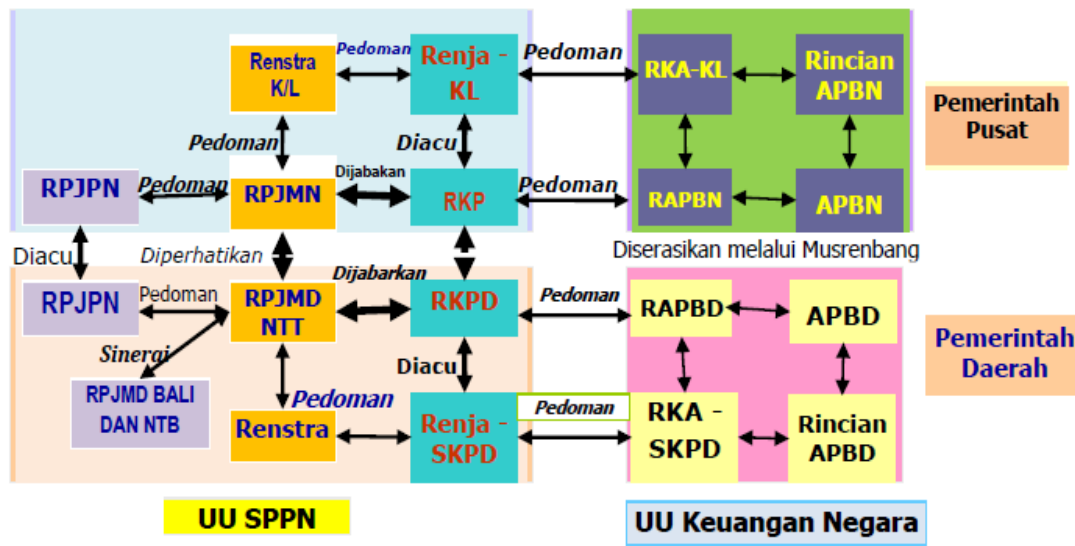 Renstra
K/L
Pedoman
Renja -
KL
Pedoman
RKA-KL
Rincian
APBN
Pemerintah
Pusat
Pedoman
Diacu
RPJPN
Pedoman
RPJMN
Dijabakan
RKP
Pedoman
RAPBN
APBN
Diacu
Diperhatikan
Diserasikan melalui Musrenbang
RPJPN
Pedoman
RPJMD
NTT
Dijabarkan
RKPD
Pedoman
RAPBD
APBD
Pemerintah
Daerah
Sinergi
Diacu
RPJMD BALI
DAN NTB
Pedoman
Renstra
Renja -
SKPD
Pedoman
RKA -
SKPD
Rincian
APBD
UU SPPN
UU Keuangan Negara